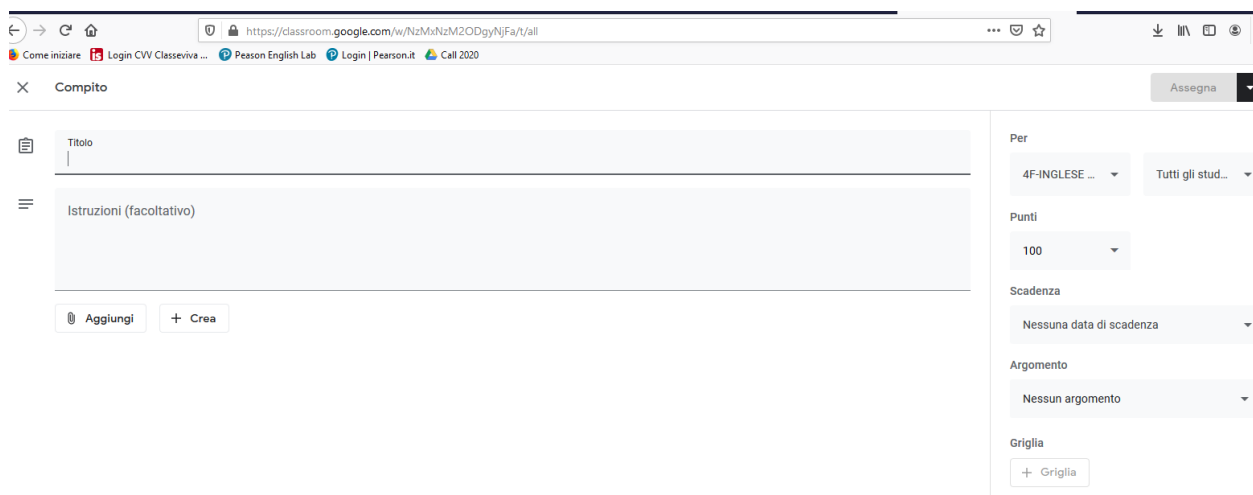 https://classroom.google.com/w/NzMxNzM2ODgyNjFa/t/all
Come iniziare is Login CVV Classeviva ... P Peason English Lab P Login | Pearson.it Call 2020
Compito Assegna
Titolo
Istruzioni (facoltativo)
Aggiungi + Crea
Per
4F-INGLESE ... Tutti gli stud...
Punti
100
Scadenza
Nessuna data di scadenza
Argomento
Nessun argomento
Griglia
+ Griglia